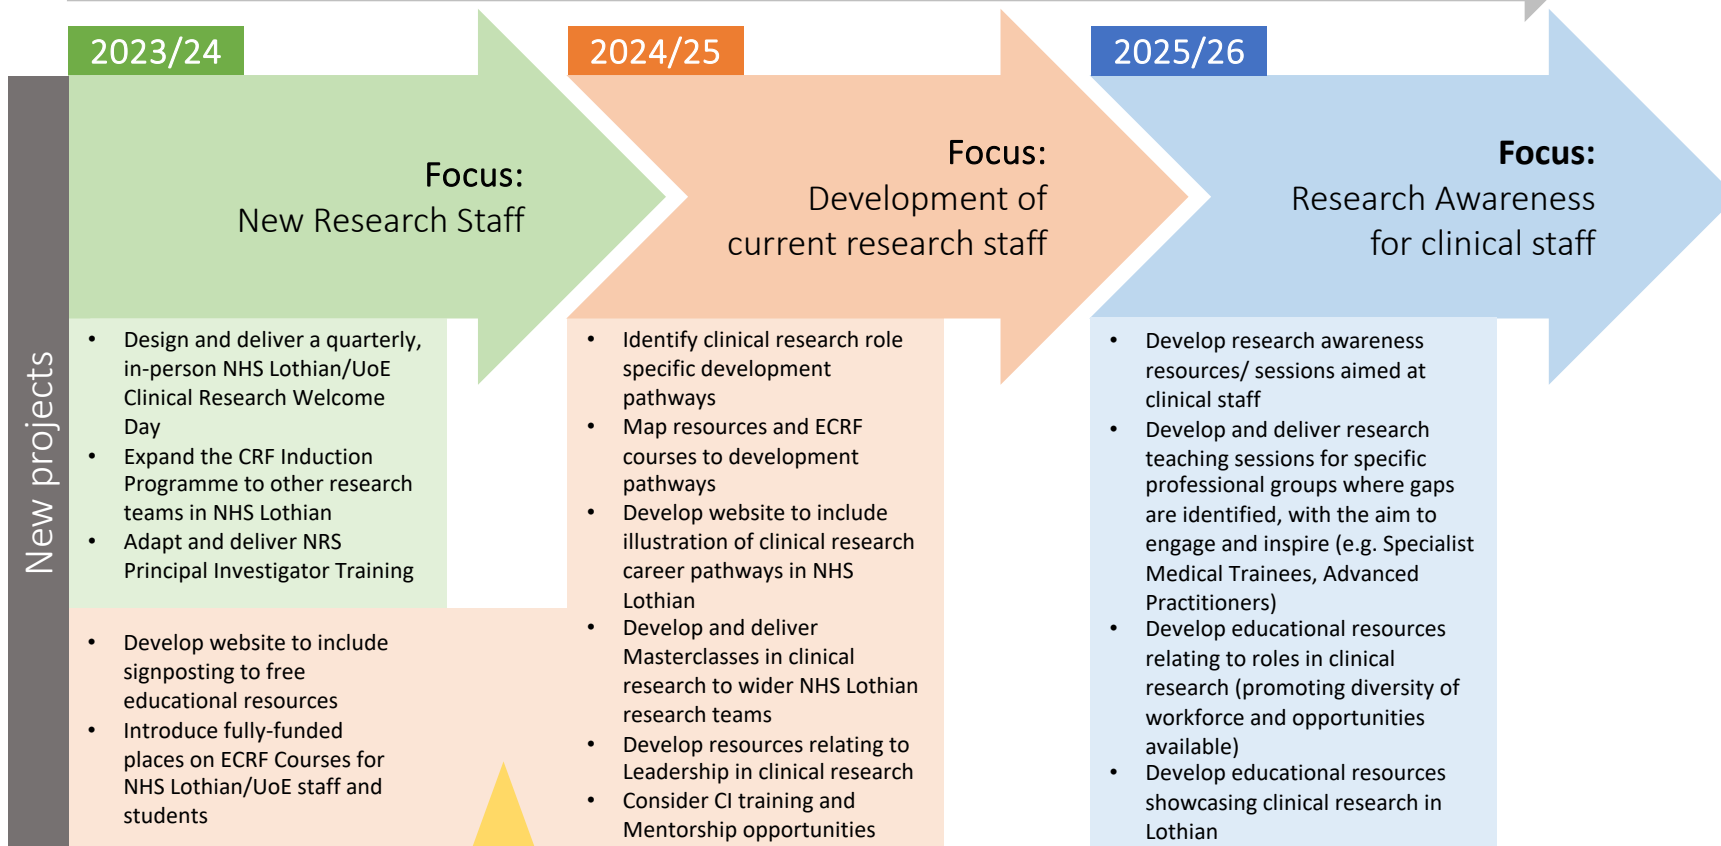 2023/24
2024/25
2025/26
Focus:
New Research Staff
Focus:
Development of
current research staff
Focus:
Research Awareness
for clinical staff
New projects
• Design and deliver a quarterly,
in-person NHS Lothian/UoE
Clinical Research Welcome
Day
• Expand the CRF Induction
Programme to other research
teams in NHS Lothian
• Adapt and deliver NRS
Principal Investigator Training
• Develop website to include
signposting to free
educational resources
• Introduce fully-funded
places on ECRF Courses for
NHS Lothian/UoE staff and
students
• Identify clinical research role
specific development
pathways
• Map resources and ECRF
courses to development
pathways
• Develop website to include
illustration of clinical research
career pathways in NHS
Lothian
• Develop and deliver
Masterclasses in clinical
research to wider NHS Lothian
research teams
• Develop resources relating to
Leadership in clinical research
• Consider CI training and
Mentorship opportunities
• Develop research awareness
resources/ sessions aimed at
clinical staff
• Develop and deliver research
teaching sessions for specific
professional groups where gaps
are identified, with the aim to
engage and inspire (e.g. Specialist
Medical Trainees, Advanced
Practitioners)
• Develop educational resources
relating to roles in clinical
research (promoting diversity of
workforce and opportunities
available)
• Develop educational resources
showcasing clinical research in
Lothian